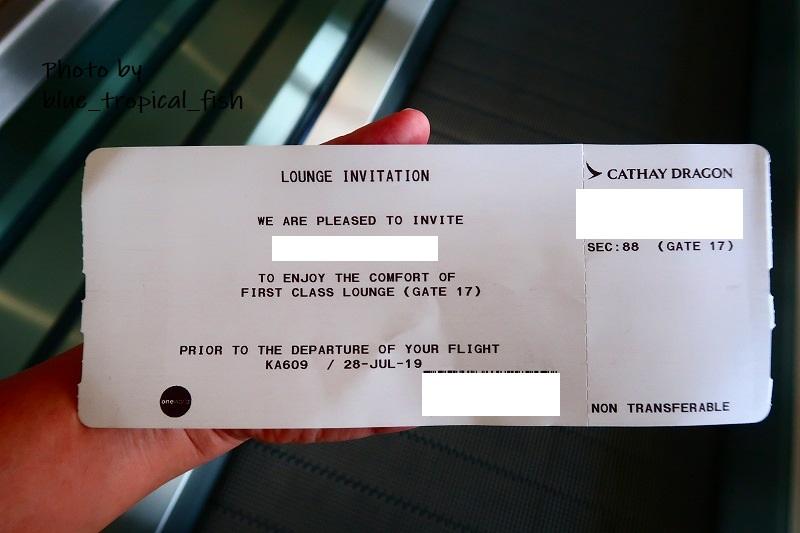 Photo by
blue_tropical_fish
LOUNGE INVITATION
WE ARE PLEASED TO INVITE
TO ENJOY THE COMFORT OF
FIRST CLASS LOUNGE (GATE 17)
PRIOR TO THE DEPARTURE OF YOUR FLIGHT
KA609 / 28-JUL-19
oneworld
CATHAY DRAGON
SEC:88 (GATE 17)
NON TRANSFERABLE